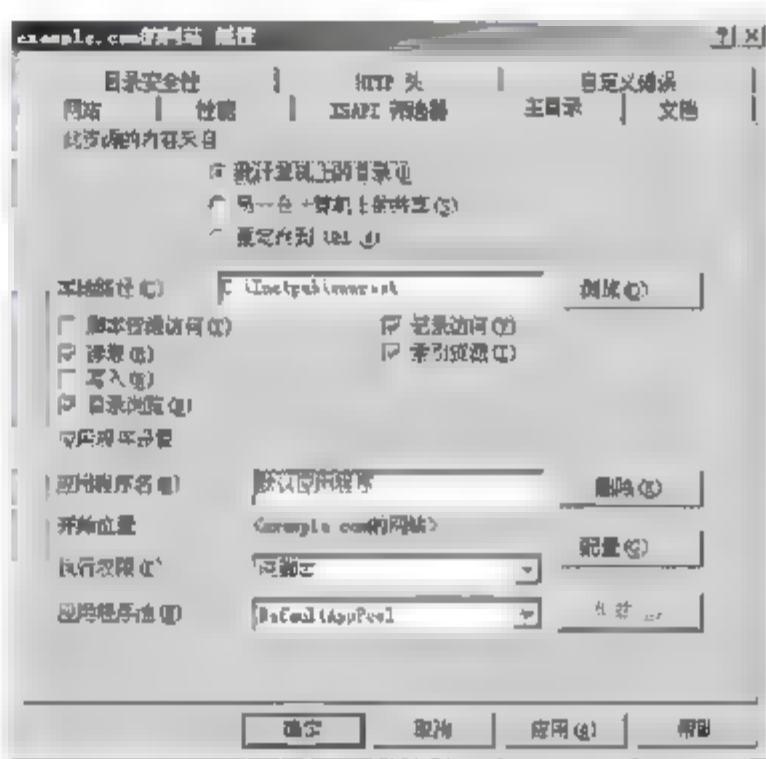 example.com的网站 属性
目录安全性 HTTP 头 自定义错误
网站 性能 ISAPI 筛选器 主目录 文档
此资源的内容来自
此计算机上的目录(D)
另一台计算机上的共享(S)
重定向到 URL(U)
本地路径(C) \Inetpub\wwwroot 浏览(O)
脚本资源访问(T) 记录访问(V)
读取(R) 索引资源(I)
写入(W)
目录浏览(B)
应用程序设置
应用程序名(M) 默认应用程序 删除(E)
开始位置 <example.com的网站>
配置(G)
执行权限(P) 纯脚本
应用程序池(N) DefaultAppPool
确定 取消 应用(A) 帮助